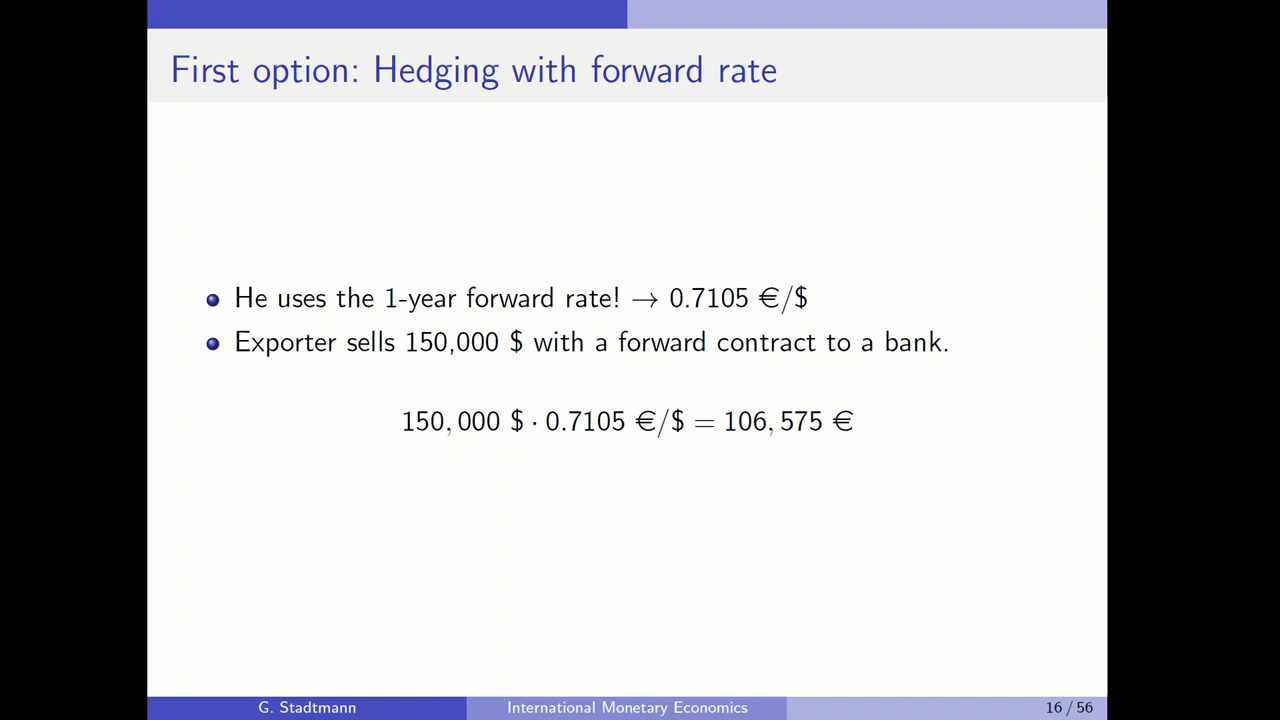 First option: Hedging with forward rate
He uses the 1-year forward rate! → 0.7105 €/$
Exporter sells 150,000 $ with a forward contract to a bank.
150,000 $ · 0.7105 €/$ = 106,575 €
G. Stadtmann
International Monetary Economics
16 / 56